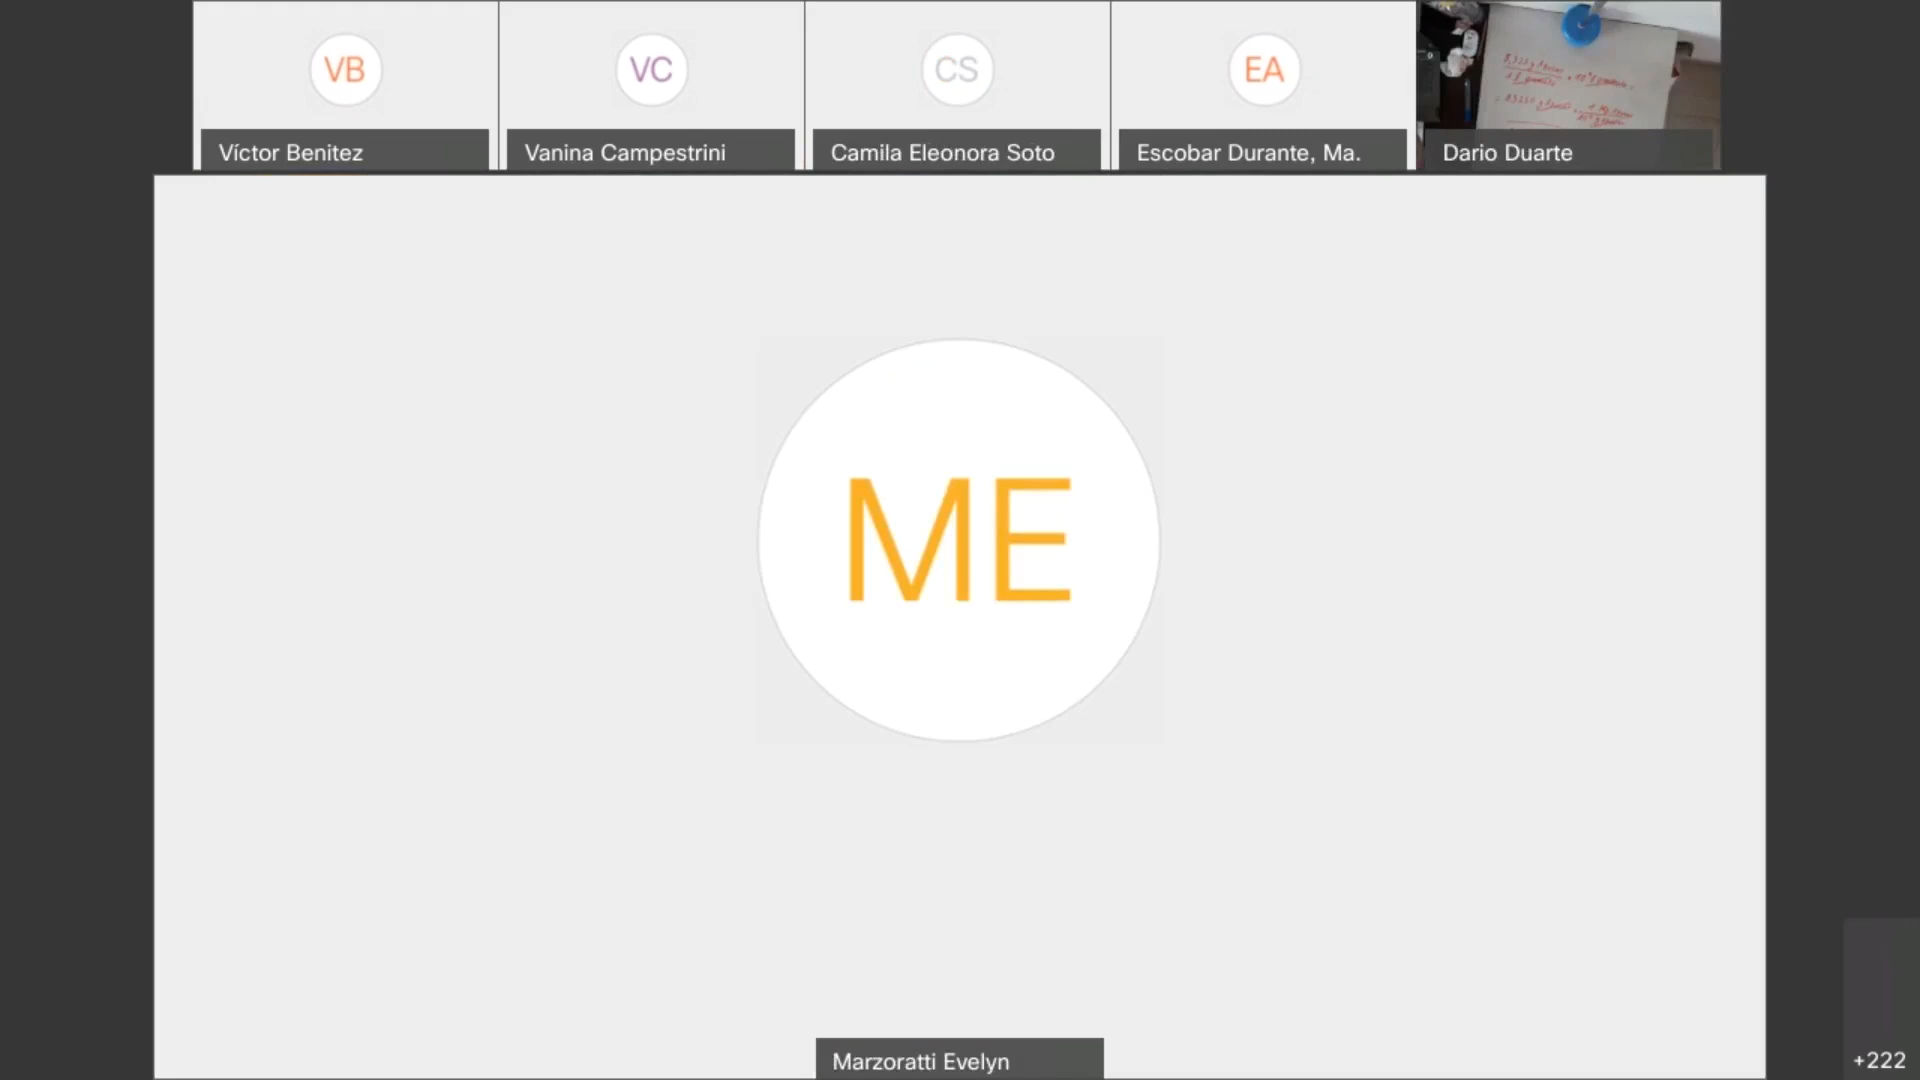 VB
VC
CS
EA
Víctor Benitez
Vanina Campestrini
Camila Eleonora Soto
Escobar Durante, Ma.
Dario Duarte
ME
Marzoratti Evelyn
+222